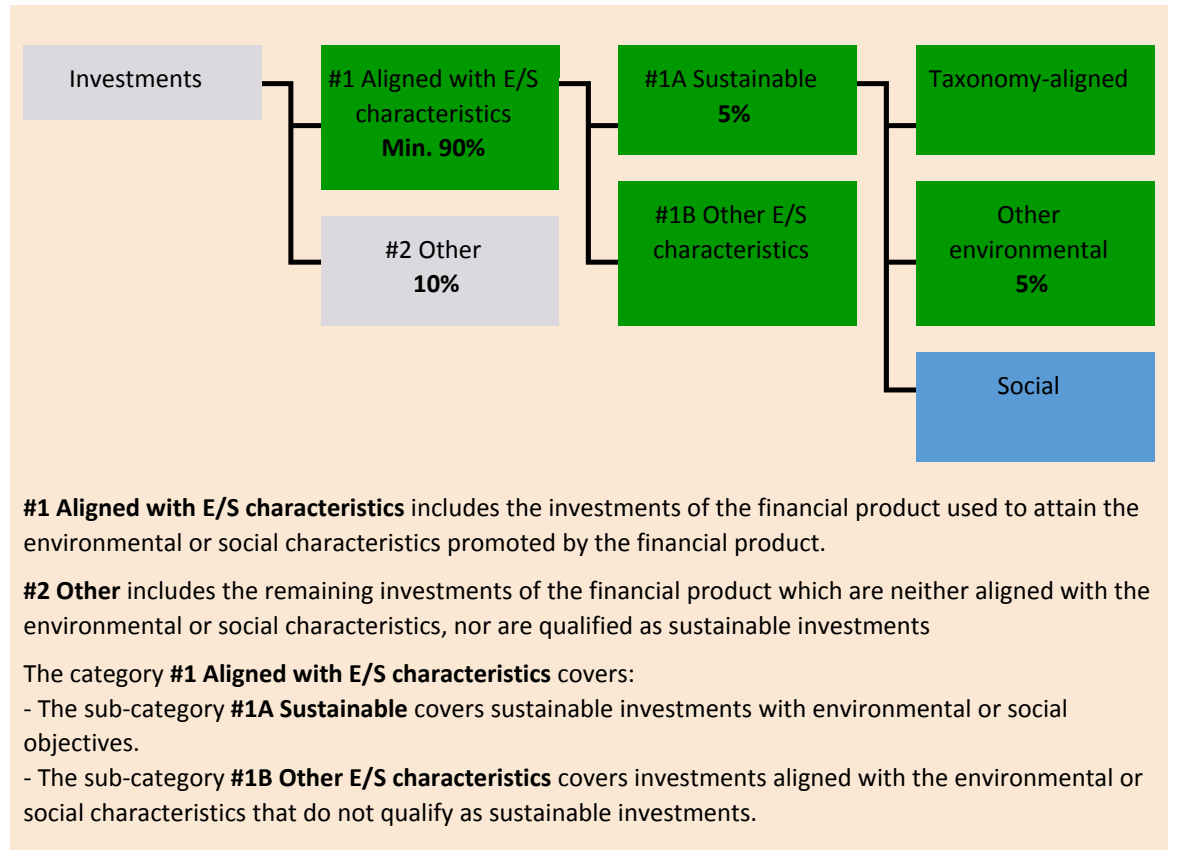 Investments
#1 Aligned with E/S
characteristics
Min. 90%
#2 Other
10%
#1A Sustainable
5%
#1B Other E/S
characteristics
Taxonomy-aligned
Other
environmental
5%
Social
#1 Aligned with E/S characteristics includes the investments of the financial product used to attain the
environmental or social characteristics promoted by the financial product.
#2 Other includes the remaining investments of the financial product which are neither aligned with the
environmental or social characteristics, nor are qualified as sustainable investments
The category #1 Aligned with E/S characteristics covers:
- The sub-category #1A Sustainable covers sustainable investments with environmental or social
objectives.
- The sub-category #1B Other E/S characteristics covers investments aligned with the environmental or
social characteristics that do not qualify as sustainable investments.